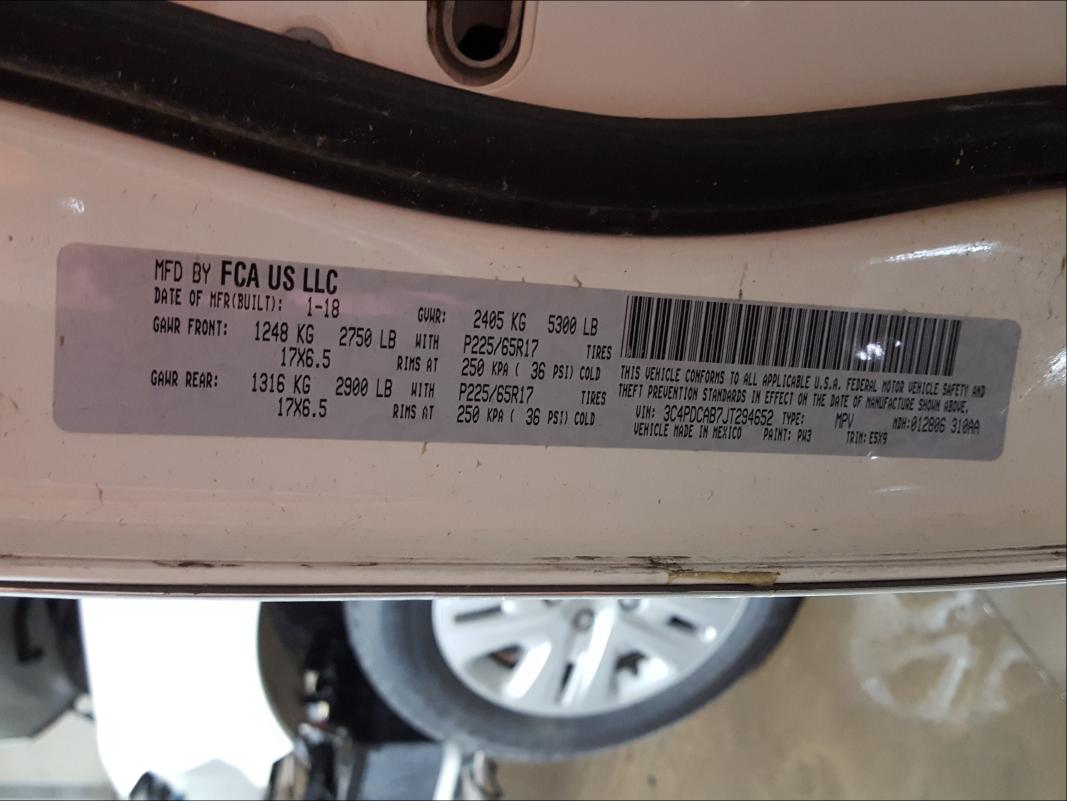 MFD BY FCA US LLC
DATE OF MFR(BUILT): 1-18 GVWR: 2405 KG 5300 LB
GAWR FRONT: 1248 KG 2750 LB WITH P225/65R17 TIRES
17X6.5 RIMS AT 250 KPA ( 36 PSI) COLD
GAWR REAR: 1316 KG 2900 LB WITH P225/65R17 TIRES
17X6.5 RIMS AT 250 KPA ( 36 PSI) COLD
THIS VEHICLE CONFORMS TO ALL APPLICABLE U.S.A. FEDERAL MOTOR VEHICLE SAFETY AND
THEFT PREVENTION STANDARDS IN EFFECT ON THE DATE OF MANUFACTURE SHOWN ABOVE.
VIN: 3C4PDCAB7JT294652 TYPE: MPV MDH:012806 310AA
VEHICLE MADE IN MEXICO PAINT: PW3 TRIM: E5X9